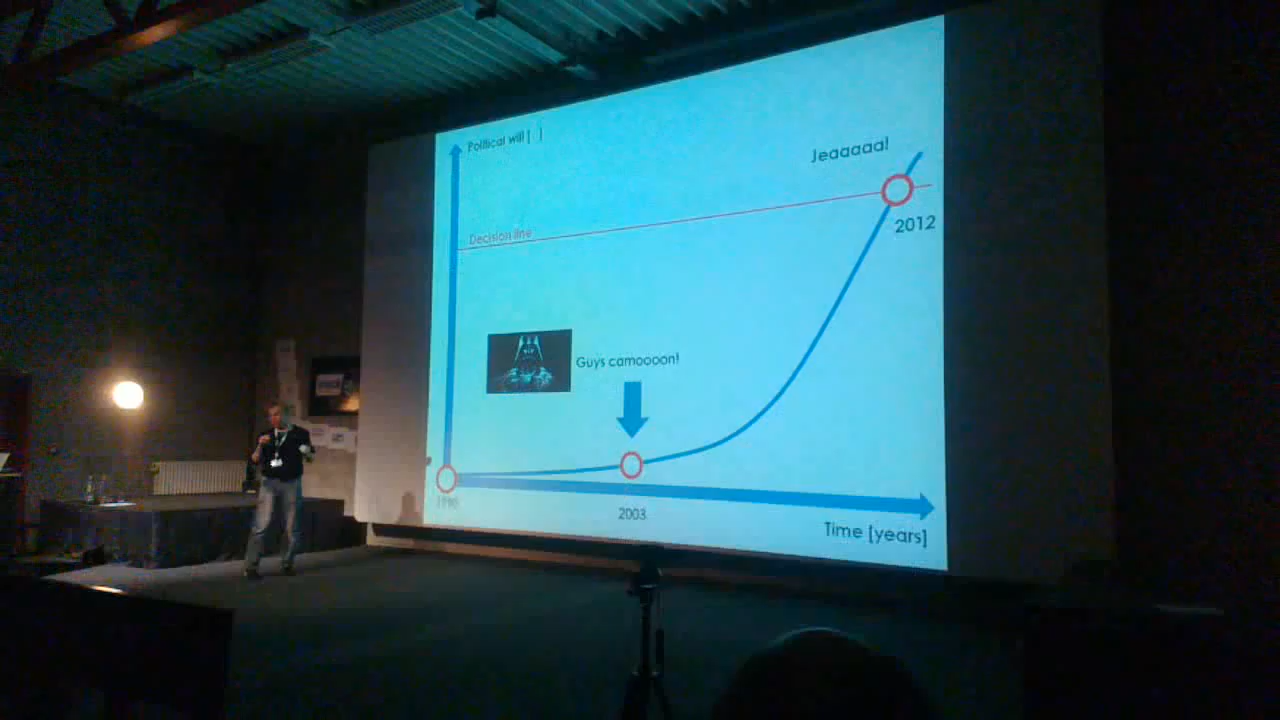 Political will [ ]
Jeaaaaa!
Decision line
2012
Guys camoooon!
2003
Time [years]